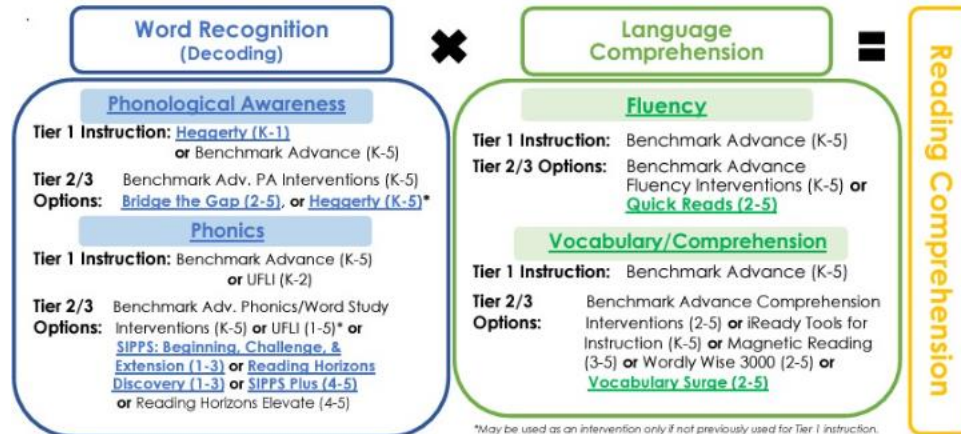 Word Recognition
(Decoding)
✖
Language
Comprehension
=
Reading Comprehension
Phonological Awareness
Tier 1 Instruction: Heggerty (K-1)
or Benchmark Advance (K-5)
Tier 2/3 Benchmark Adv. PA Interventions (K-5)
Options: Bridge the Gap (2-5), or Heggerty (K-5)*
Phonics
Tier 1 Instruction: Benchmark Advance (K-5)
or UFLI (K-2)
Tier 2/3 Benchmark Adv. Phonics/Word Study
Options: Interventions (K-5) or UFLI (1-5)* or
SIPPS: Beginning, Challenge, &
Extension (1-3) or Reading Horizons
Discovery (1-3) or SIPPS Plus (4-5)
or Reading Horizons Elevate (4-5)
Fluency
Tier 1 Instruction: Benchmark Advance (K-5)
Tier 2/3 Options: Benchmark Advance
Fluency Interventions (K-5) or
Quick Reads (2-5)
Vocabulary/Comprehension
Tier 1 Instruction: Benchmark Advance (K-5)
Tier 2/3 Benchmark Advance Comprehension
Options: Interventions (2-5) or iReady Tools for
Instruction (K-5) or Magnetic Reading
(3-5) or Wordly Wise 3000 (2-5) or
Vocabulary Surge (2-5)
*May be used as an intervention only if not previously used for Tier 1 instruction.